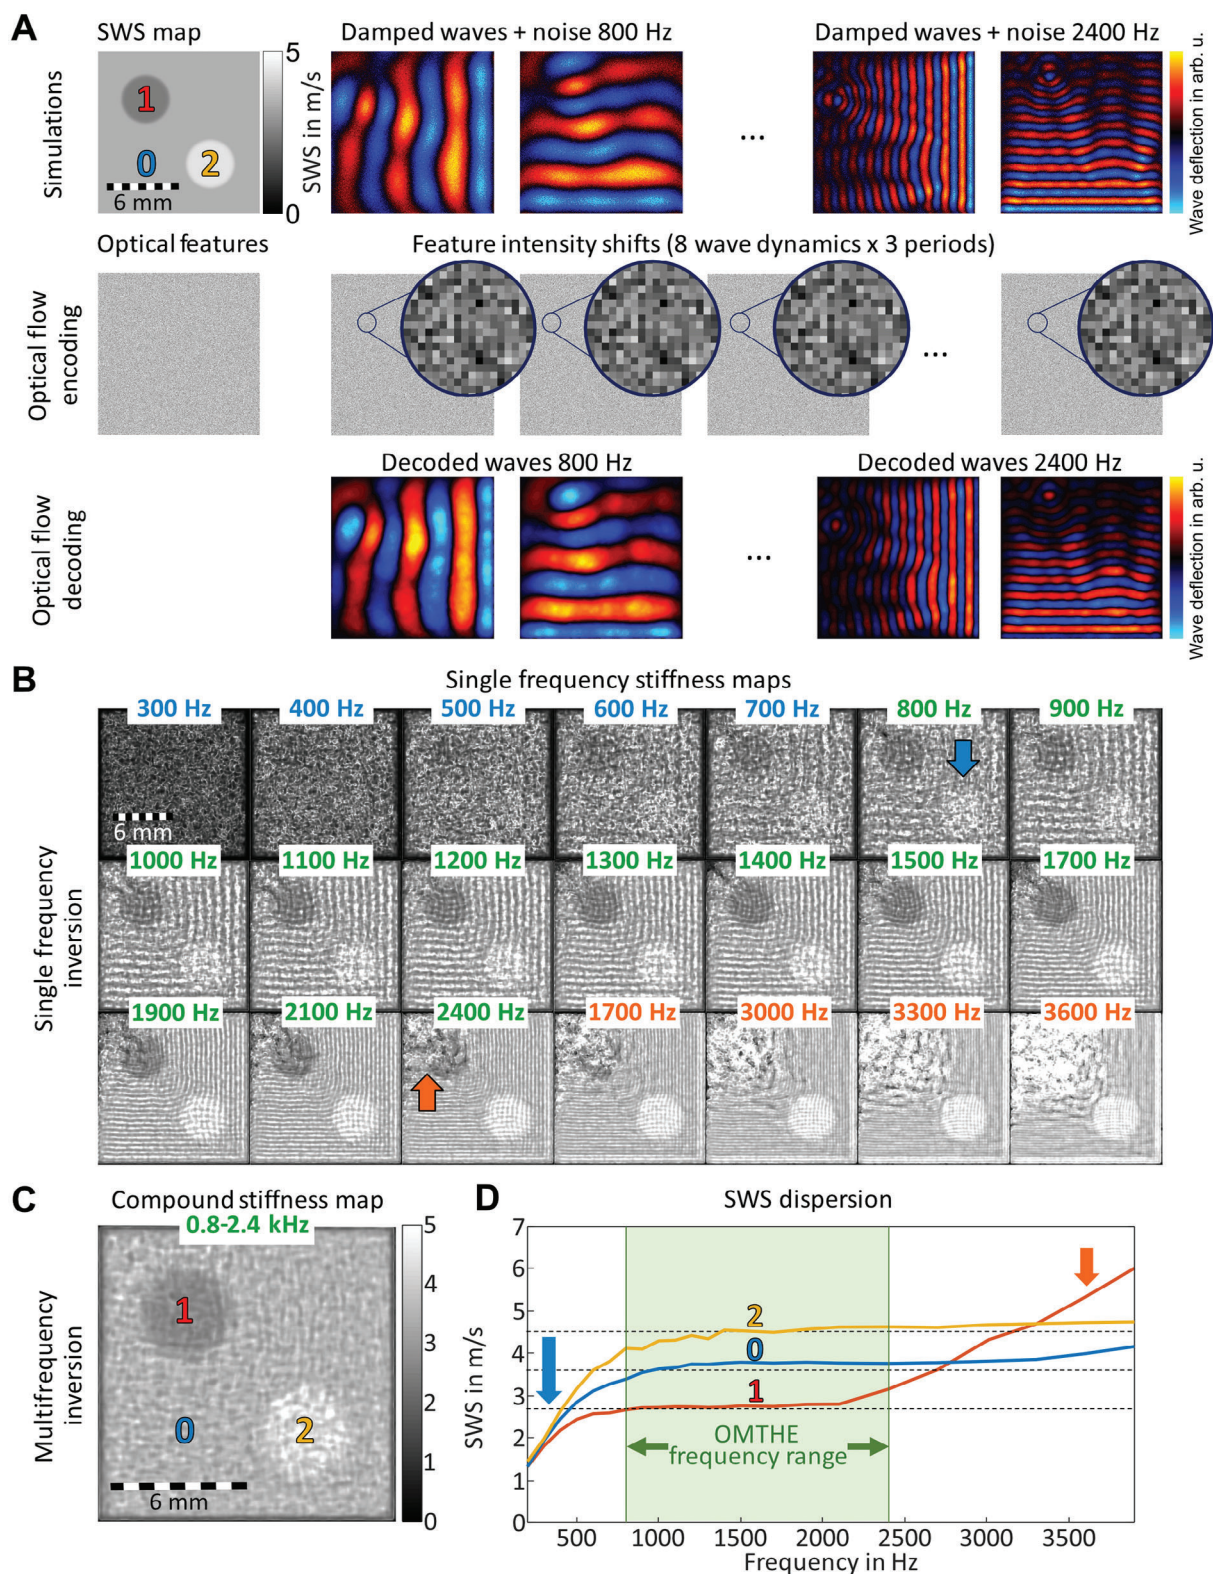 A
SWS map
Damped waves + noise 800 Hz
Damped waves + noise 2400 Hz
Simulations
1
0
2
6 mm
5
0
SWS in m/s
...
Wave deflection in arb. u.
Optical features
Feature intensity shifts (8 wave dynamics x 3 periods)
Optical flow
encoding
...
Decoded waves 800 Hz
Decoded waves 2400 Hz
Optical flow
decoding
...
Wave deflection in arb. u.
B
Single frequency stiffness maps
300 Hz
400 Hz
500 Hz
600 Hz
700 Hz
800 Hz
900 Hz
6 mm
Single frequency
inversion
1000 Hz
1100 Hz
1200 Hz
1300 Hz
1400 Hz
1500 Hz
1700 Hz
1900 Hz
2100 Hz
2400 Hz
1700 Hz
3000 Hz
3300 Hz
3600 Hz
C
Compound stiffness map
0.8-2.4 kHz
Multifrequency
inversion
1
0
2
6 mm
5
4
3
2
1
0
D
SWS dispersion
SWS in m/s
7
6
5
4
3
2
1
0
2
0
1
OMTHE
frequency range
500
1000
1500
2000
2500
3000
3500
Frequency in Hz